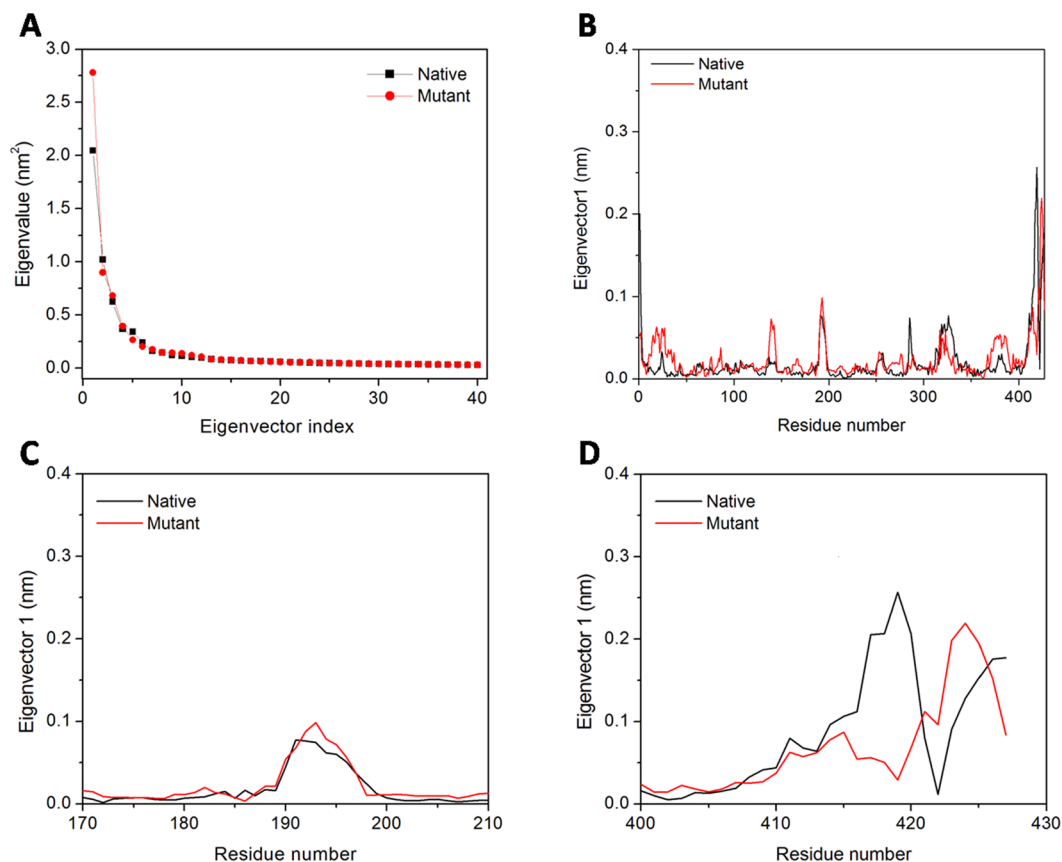 A
3.0
2.5
2.0
1.5
1.0
0.5
0.0
Eigenvalue (nm²)
Native
Mutant
0 10 20 30 40
Eigenvector index
B
0.4
0.3
0.2
0.1
0.0
Eigenvector1 (nm)
Native
Mutant
0 100 200 300 400
Residue number
C
0.4
0.3
0.2
0.1
0.0
Eigenvector 1 (nm)
Native
Mutant
170 180 190 200 210
Residue number
D
0.4
0.3
0.2
0.1
0.0
Eigenvector 1 (nm)
Native
Mutant
400 410 420 430
Residue number